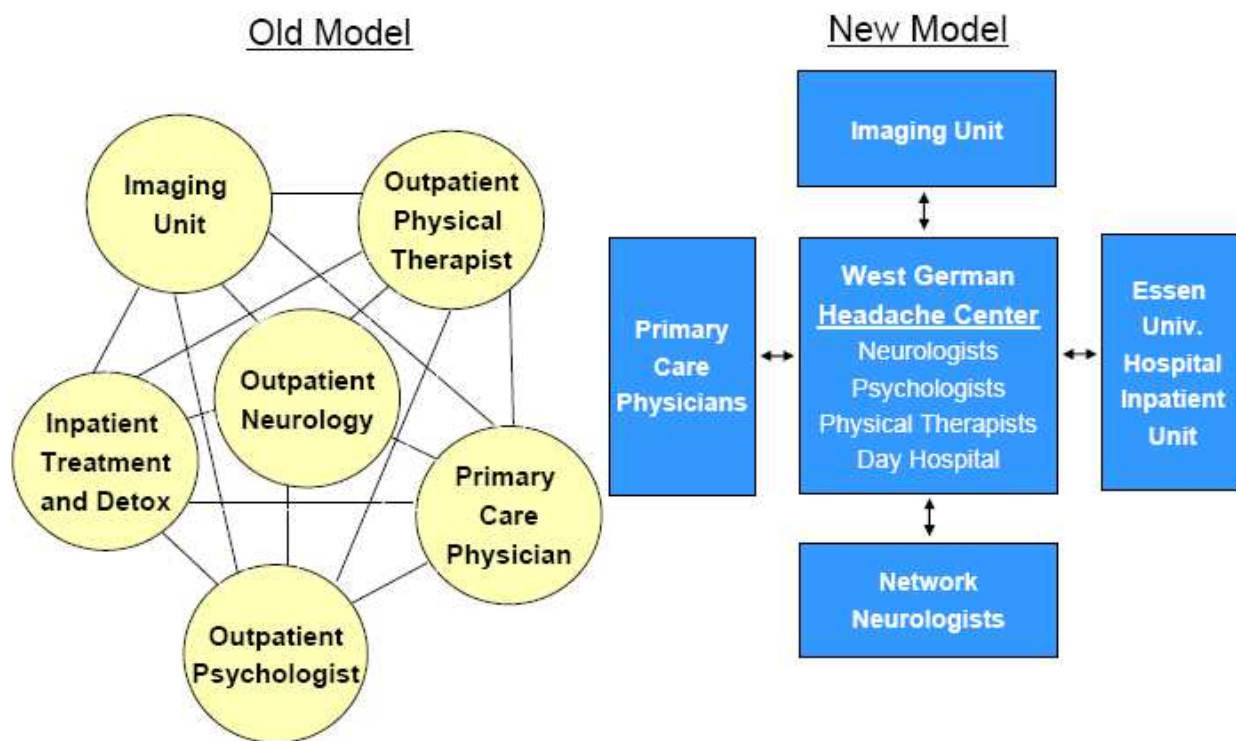 Old Model
Imaging
Unit
Outpatient
Physical
Therapist
Outpatient
Neurology
Inpatient
Treatment
and Detox
Primary
Care
Physician
Outpatient
Psychologist
New Model
Imaging Unit
Primary
Care
Physicians
West German
Headache Center
Neurologists
Psychologists
Physical Therapists
Day Hospital
Essen
Univ.
Hospital
Inpatient
Unit
Network
Neurologists